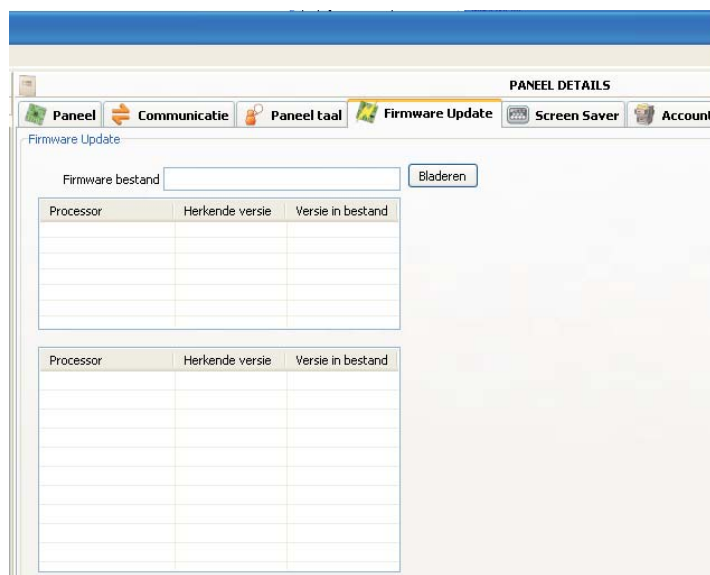 PANEEL DETAILS
Paneel Communicatie Paneel taal Firmware Update Screen Saver Account
Firmware Update
Firmware bestand Bladeren
Processor Herkende versie Versie in bestand
Processor Herkende versie Versie in bestand